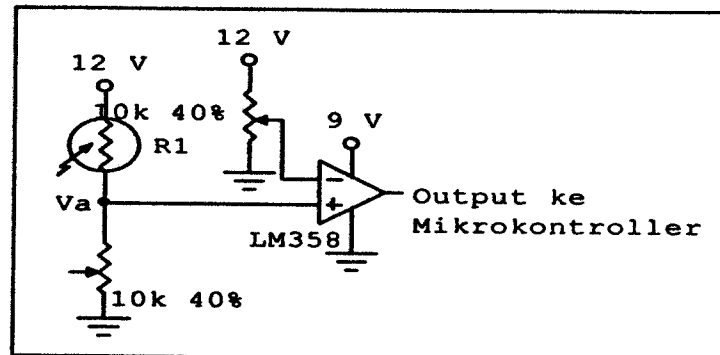 12 V
12 V
10k 40%
9 V
R1
Va
Output ke
Mikrokontroller
LM358
10k 40%